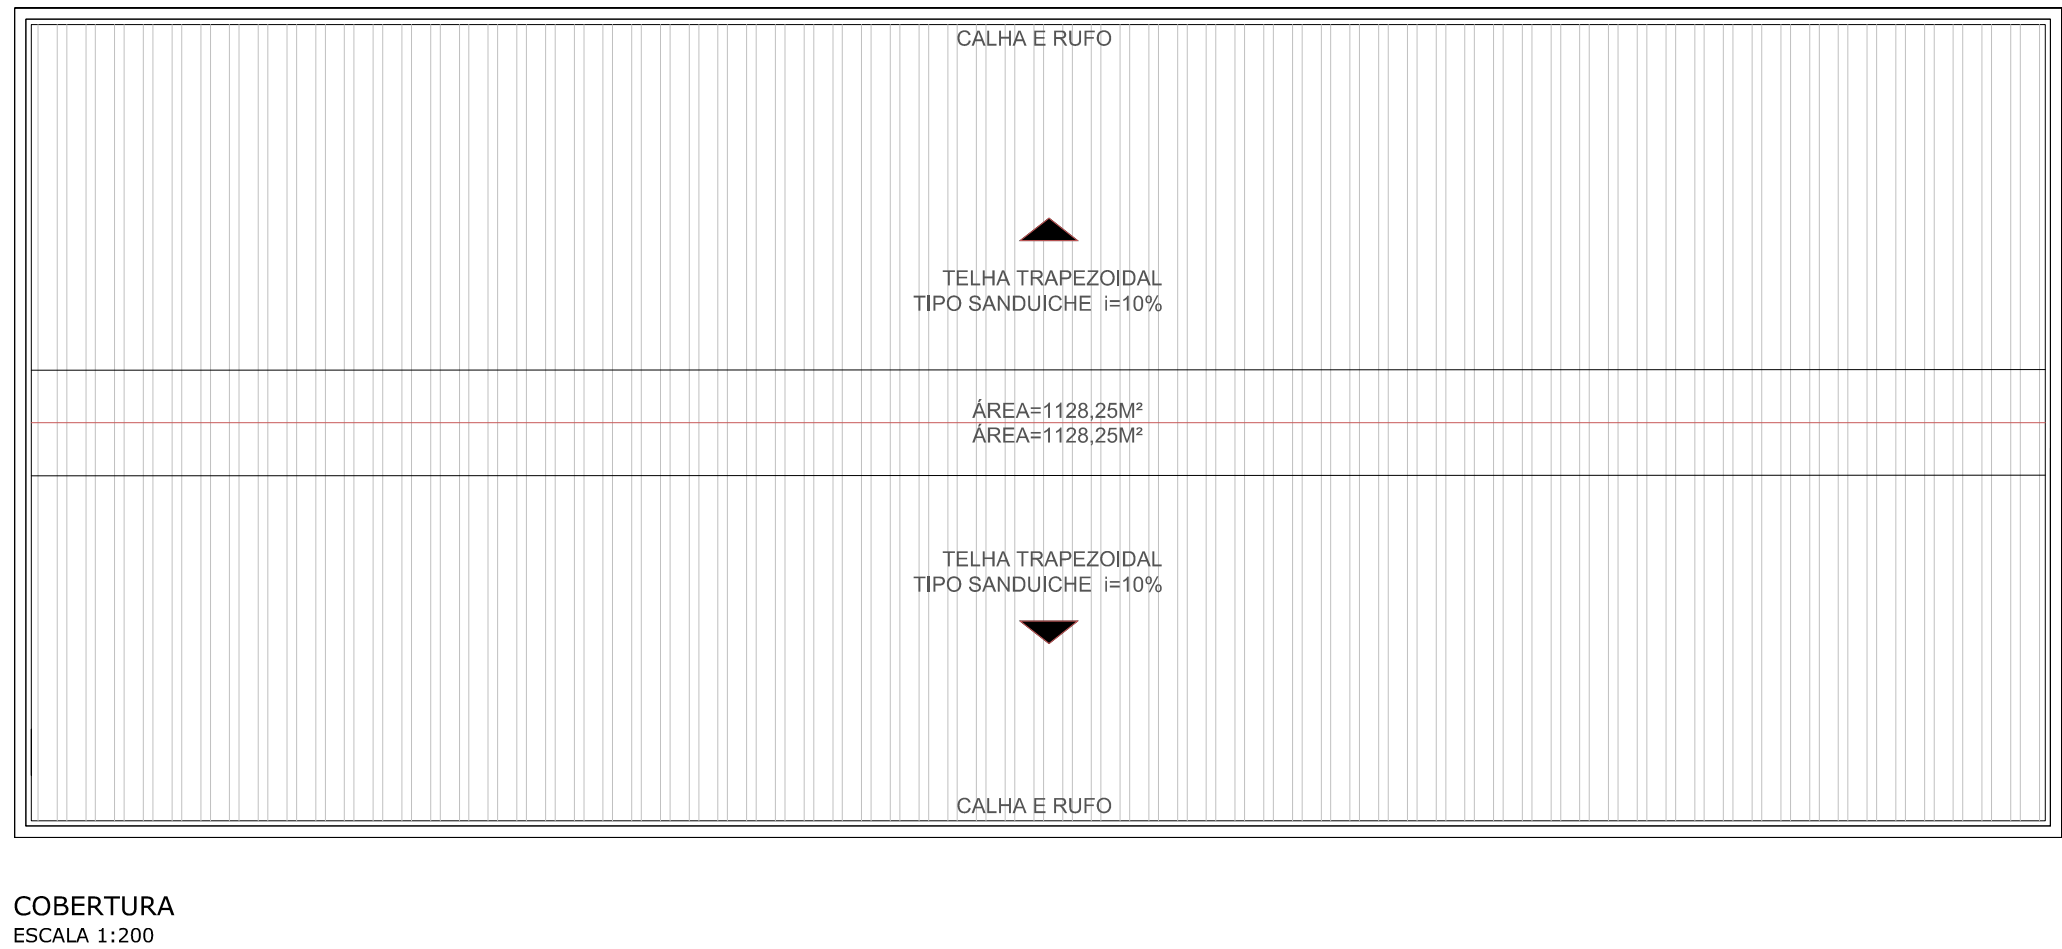 CALHA E RUFO
TELHA TRAPEZOIDAL
TIPO SANDUICHE i=10%
ÁREA=1128,25M²
ÁREA=1128,25M²
TELHA TRAPEZOIDAL
TIPO SANDUICHE i=10%
CALHA E RUFO
COBERTURA
ESCALA 1:200